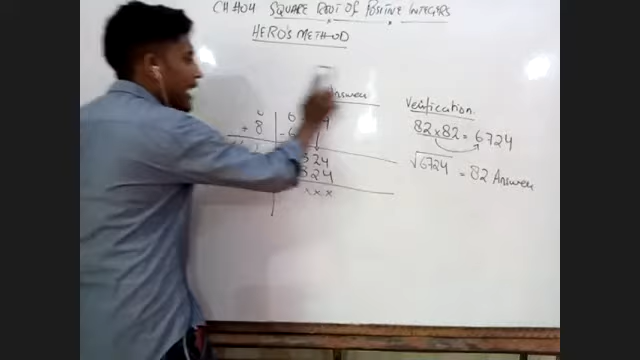 CH#04 SQUARE ROOT OF POSITIVE INTEGERS
HERO'S METHOD
Answer
+ 8
324
324
xxx
Verification
82 x 82 = 6724
√6724 = 82 Answer